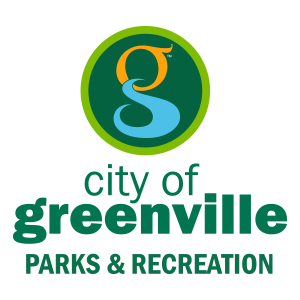 g
city of
greenville
PARKS & RECREATION